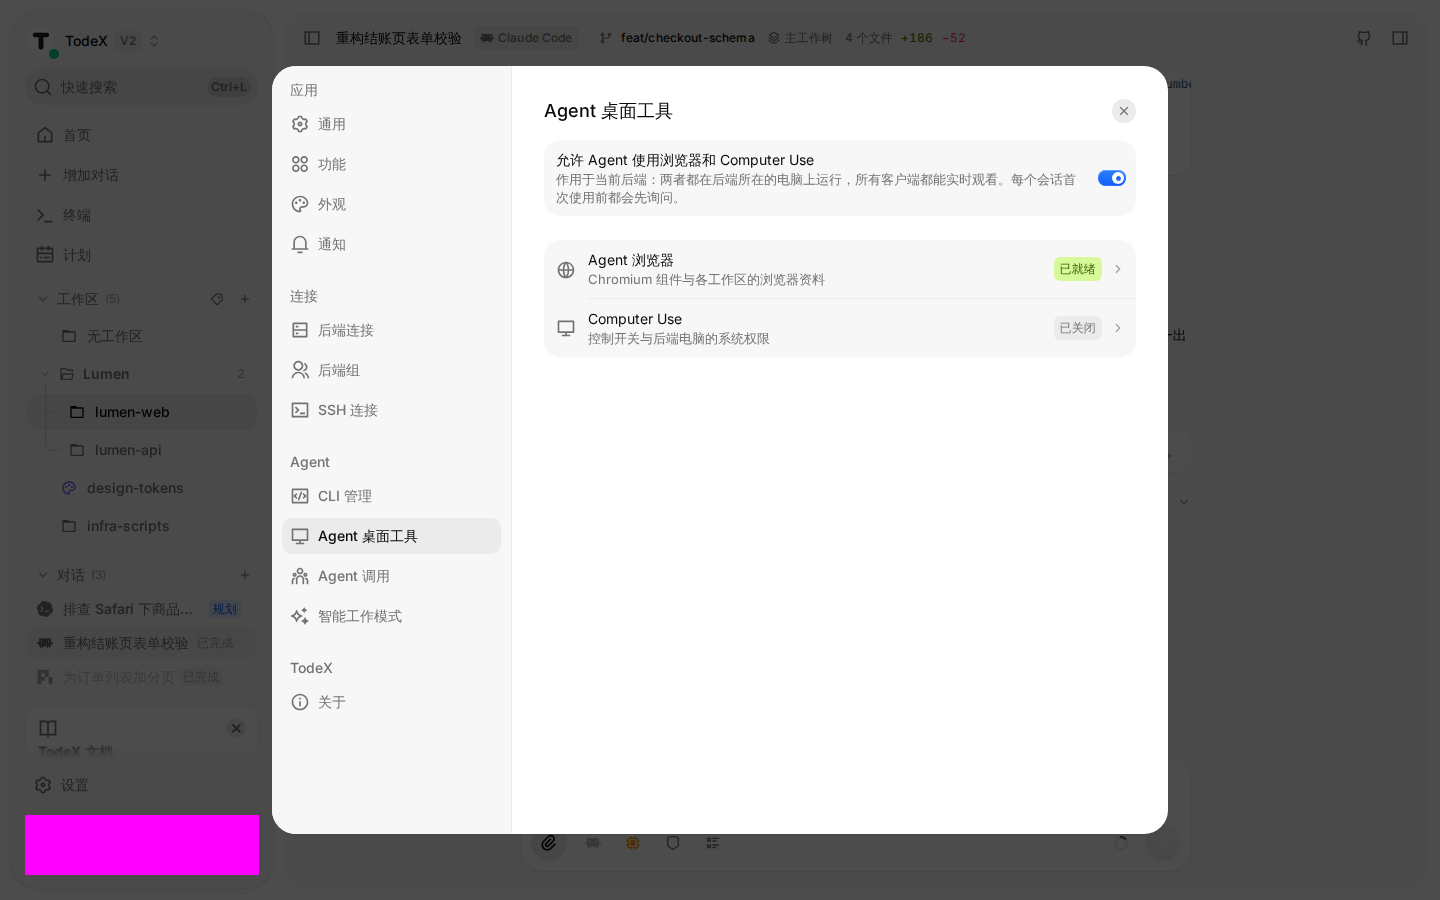 TodeX V2
快速搜索 Ctrl+L
首页
增加对话
终端
计划
工作区 (5)
无工作区
Lumen 2
lumen-web
lumen-api
design-tokens
infra-scripts
对话 (3)
排查 Safari 下商品... 规划
重构结账页表单校验 已完成
为订单列表加分页 已完成
TodeX 文档
设置
重构结账页表单校验 Claude Code feat/checkout-schema 主工作树 4 个文件 +186 −52
应用
通用
功能
外观
通知
连接
后端连接
后端组
SSH 连接
Agent
CLI 管理
Agent 桌面工具
Agent 调用
智能工作模式
TodeX
关于
Agent 桌面工具
允许 Agent 使用浏览器和 Computer Use
作用于当前后端：两者都在后端所在的电脑上运行，所有客户端都能实时观看。每个会话首
次使用前都会先询问。
Agent 浏览器
Chromium 组件与各工作区的浏览器资料
已就绪
Computer Use
控制开关与后端电脑的系统权限
已关闭
出